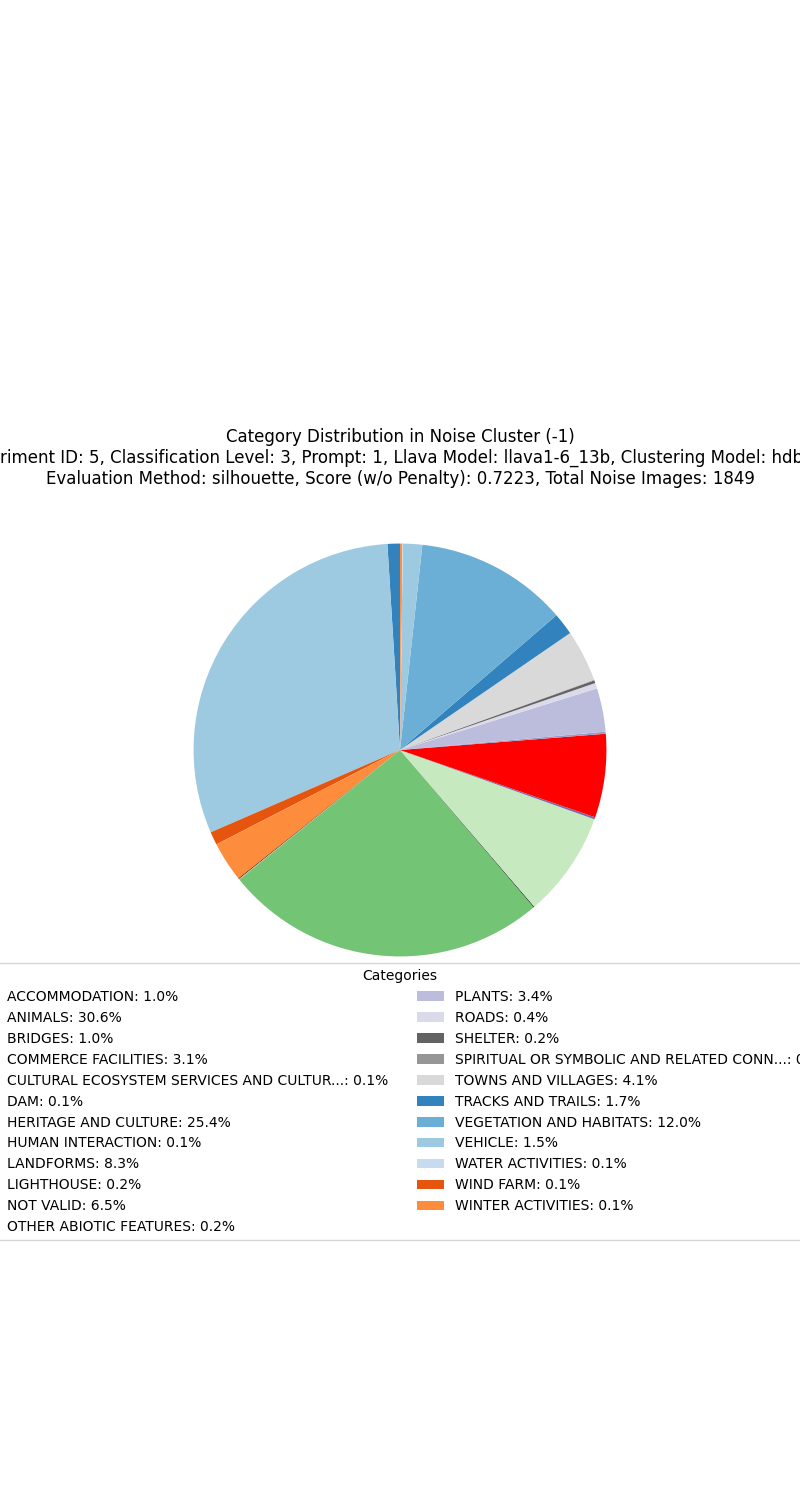 Category Distribution in Noise Cluster (-1)
riment ID: 5, Classification Level: 3, Prompt: 1, Llava Model: llava1-6_13b, Clustering Model: hdb
Evaluation Method: silhouette, Score (w/o Penalty): 0.7223, Total Noise Images: 1849
Categories
ACCOMMODATION: 1.0%
ANIMALS: 30.6%
BRIDGES: 1.0%
COMMERCE FACILITIES: 3.1%
CULTURAL ECOSYSTEM SERVICES AND CULTUR...: 0.1%
DAM: 0.1%
HERITAGE AND CULTURE: 25.4%
HUMAN INTERACTION: 0.1%
LANDFORMS: 8.3%
LIGHTHOUSE: 0.2%
NOT VALID: 6.5%
OTHER ABIOTIC FEATURES: 0.2%
PLANTS: 3.4%
ROADS: 0.4%
SHELTER: 0.2%
SPIRITUAL OR SYMBOLIC AND RELATED CONN...:
TOWNS AND VILLAGES: 4.1%
TRACKS AND TRAILS: 1.7%
VEGETATION AND HABITATS: 12.0%
VEHICLE: 1.5%
WATER ACTIVITIES: 0.1%
WIND FARM: 0.1%
WINTER ACTIVITIES: 0.1%